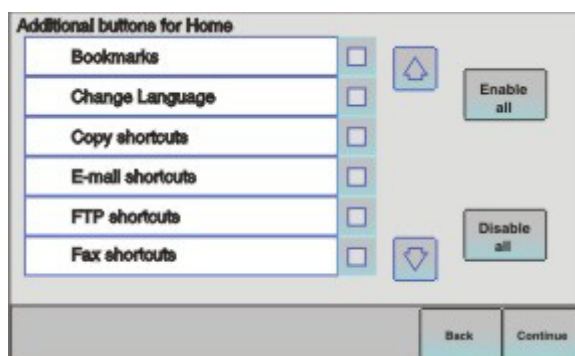 Additional buttons for Home
Bookmarks
Change Language
Copy shortcuts
E-mail shortcuts
FTP shortcuts
Fax shortcuts
Enable
all
Disable
all
Back
Continue